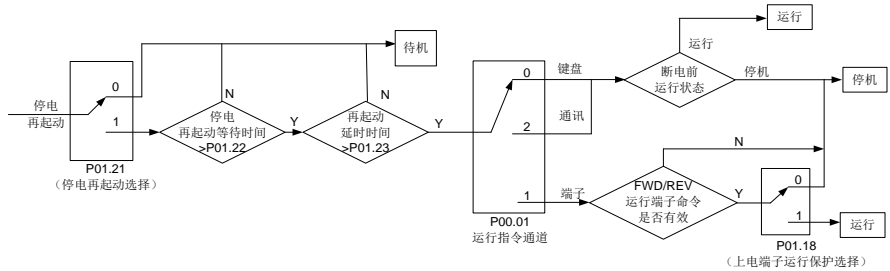 停电
再起动
0
1
P01.21
（停电再起动选择）
N
停电
再起动等待时间
>P01.22
Y
待机
N
再起动
延时时间
>P01.23
Y
0
2
1
P00.01
运行指令通道
键盘
通讯
端子
断电前
运行状态
运行
运行
停机
停机
N
FWD/REV
运行端子命令
是否有效
Y
0
1
P01.18
（上电端子运行保护选择）
运行